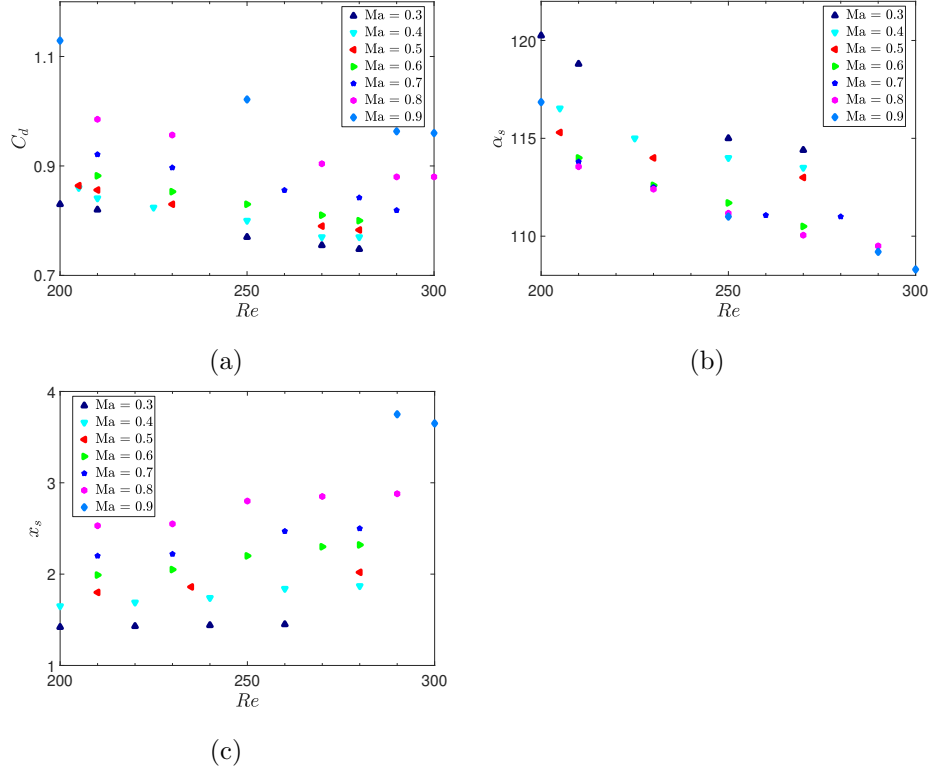 1.1
0.9
0.7
C_d
200
250
300
Re
Ma = 0.3
Ma = 0.4
Ma = 0.5
Ma = 0.6
Ma = 0.7
Ma = 0.8
Ma = 0.9
(a)
120
115
110
α_s
200
250
300
Re
Ma = 0.3
Ma = 0.4
Ma = 0.5
Ma = 0.6
Ma = 0.7
Ma = 0.8
Ma = 0.9
(b)
4
3
2
1
x_s
200
250
300
Re
Ma = 0.3
Ma = 0.4
Ma = 0.5
Ma = 0.6
Ma = 0.7
Ma = 0.8
Ma = 0.9
(c)